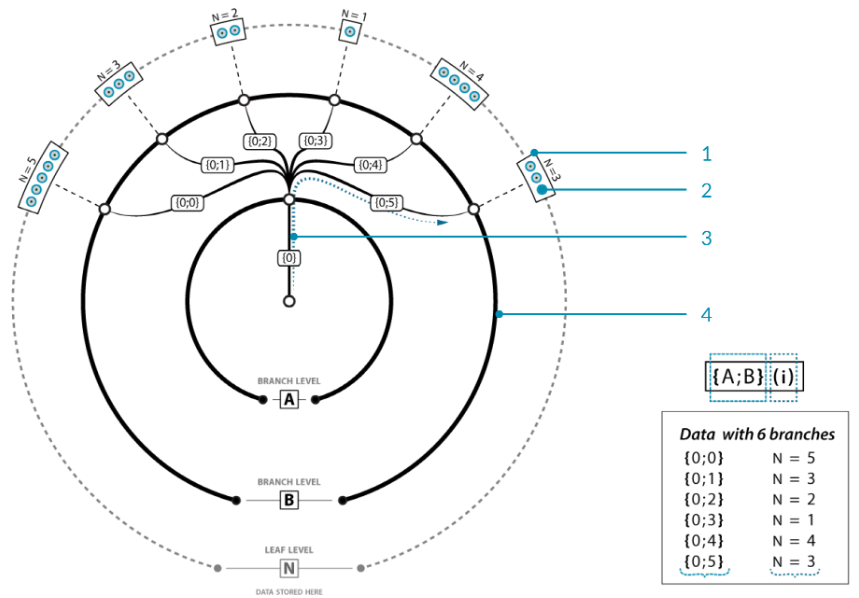 N = 2
N = 1
N = 3
N = 4
N = 5
N = 3
{0;2}
{0;3}
{0;1}
{0;4}
{0;0}
{0;5}
{0}
1
2
3
4
BRANCH LEVEL
A
BRANCH LEVEL
B
LEAF LEVEL
N
DATA STORED HERE
{A;B} (i)
Data with 6 branches
{0;0} N = 5
{0;1} N = 3
{0;2} N = 2
{0;3} N = 1
{0;4} N = 4
{0;5} N = 3